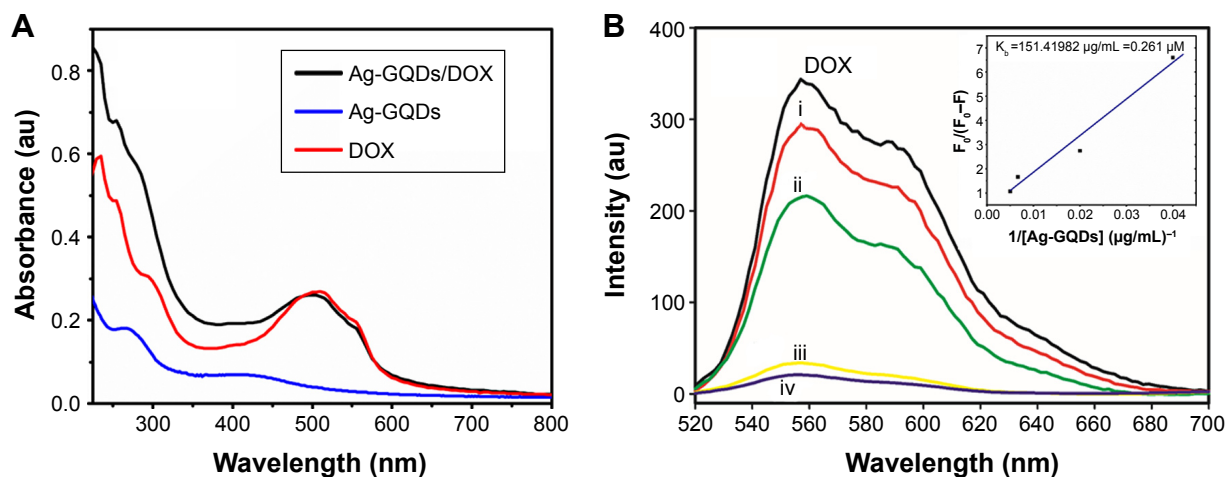 A
Absorbance (au)
0.8
0.6
0.4
0.2
0.0
Ag-GQDs/DOX
Ag-GQDs
DOX
300 400 500 600 700 800
Wavelength (nm)
B
Intensity (au)
400
300
200
100
0
DOX
i
ii
iii
iv
520 540 560 580 600 620 640 660 680 700
Wavelength (nm)
K_b =151.41982 µg/mL =0.261 µM
F₀/(F₀–F)
7
6
5
4
3
2
1
0.00 0.01 0.02 0.03 0.04
1/[Ag-GQDs] (µg/mL)⁻¹